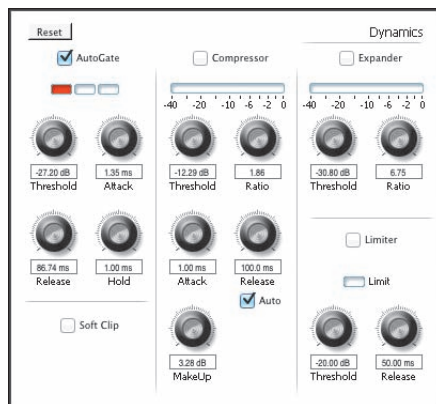 Reset
Dynamics
AutoGate
Compressor
Expander
-40 -20 -10 -6 -2 0
-40 -20 -10 -6 -2 0
-27.20 dB
Threshold
1.35 ms
Attack
-12.29 dB
Threshold
1.86
Ratio
-30.80 dB
Threshold
6.75
Ratio
86.74 ms
Release
1.00 ms
Hold
1.00 ms
Attack
100.0 ms
Release
Auto
Limiter
Limit
Soft Clip
3.28 dB
MakeUp
-20.00 dB
Threshold
50.00 ms
Release